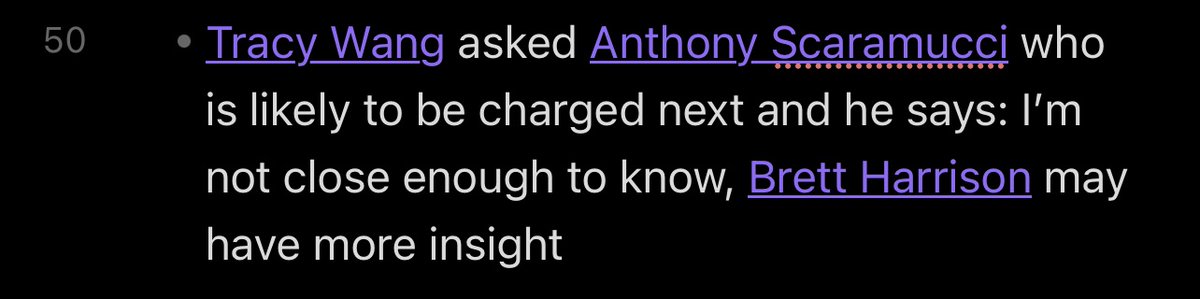 50 • Tracy Wang asked Anthony Scaramucci who
is likely to be charged next and he says: I’m
not close enough to know, Brett Harrison may
have more insight